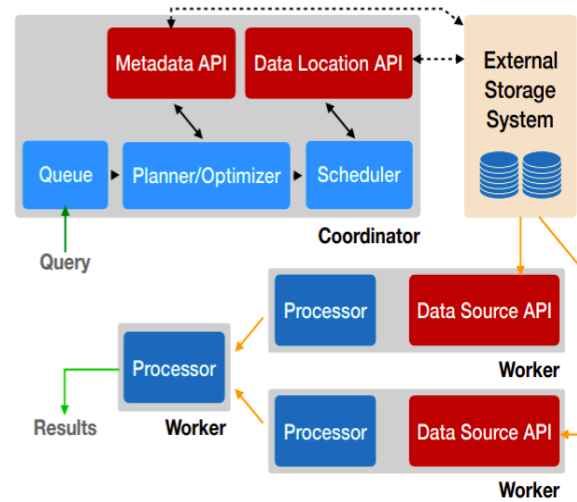 Metadata API
Data Location API
External
Storage
System
Queue
Planner/Optimizer
Scheduler
Coordinator
Query
Processor
Data Source API
Worker
Processor
Worker
Results
Processor
Data Source API
Worker